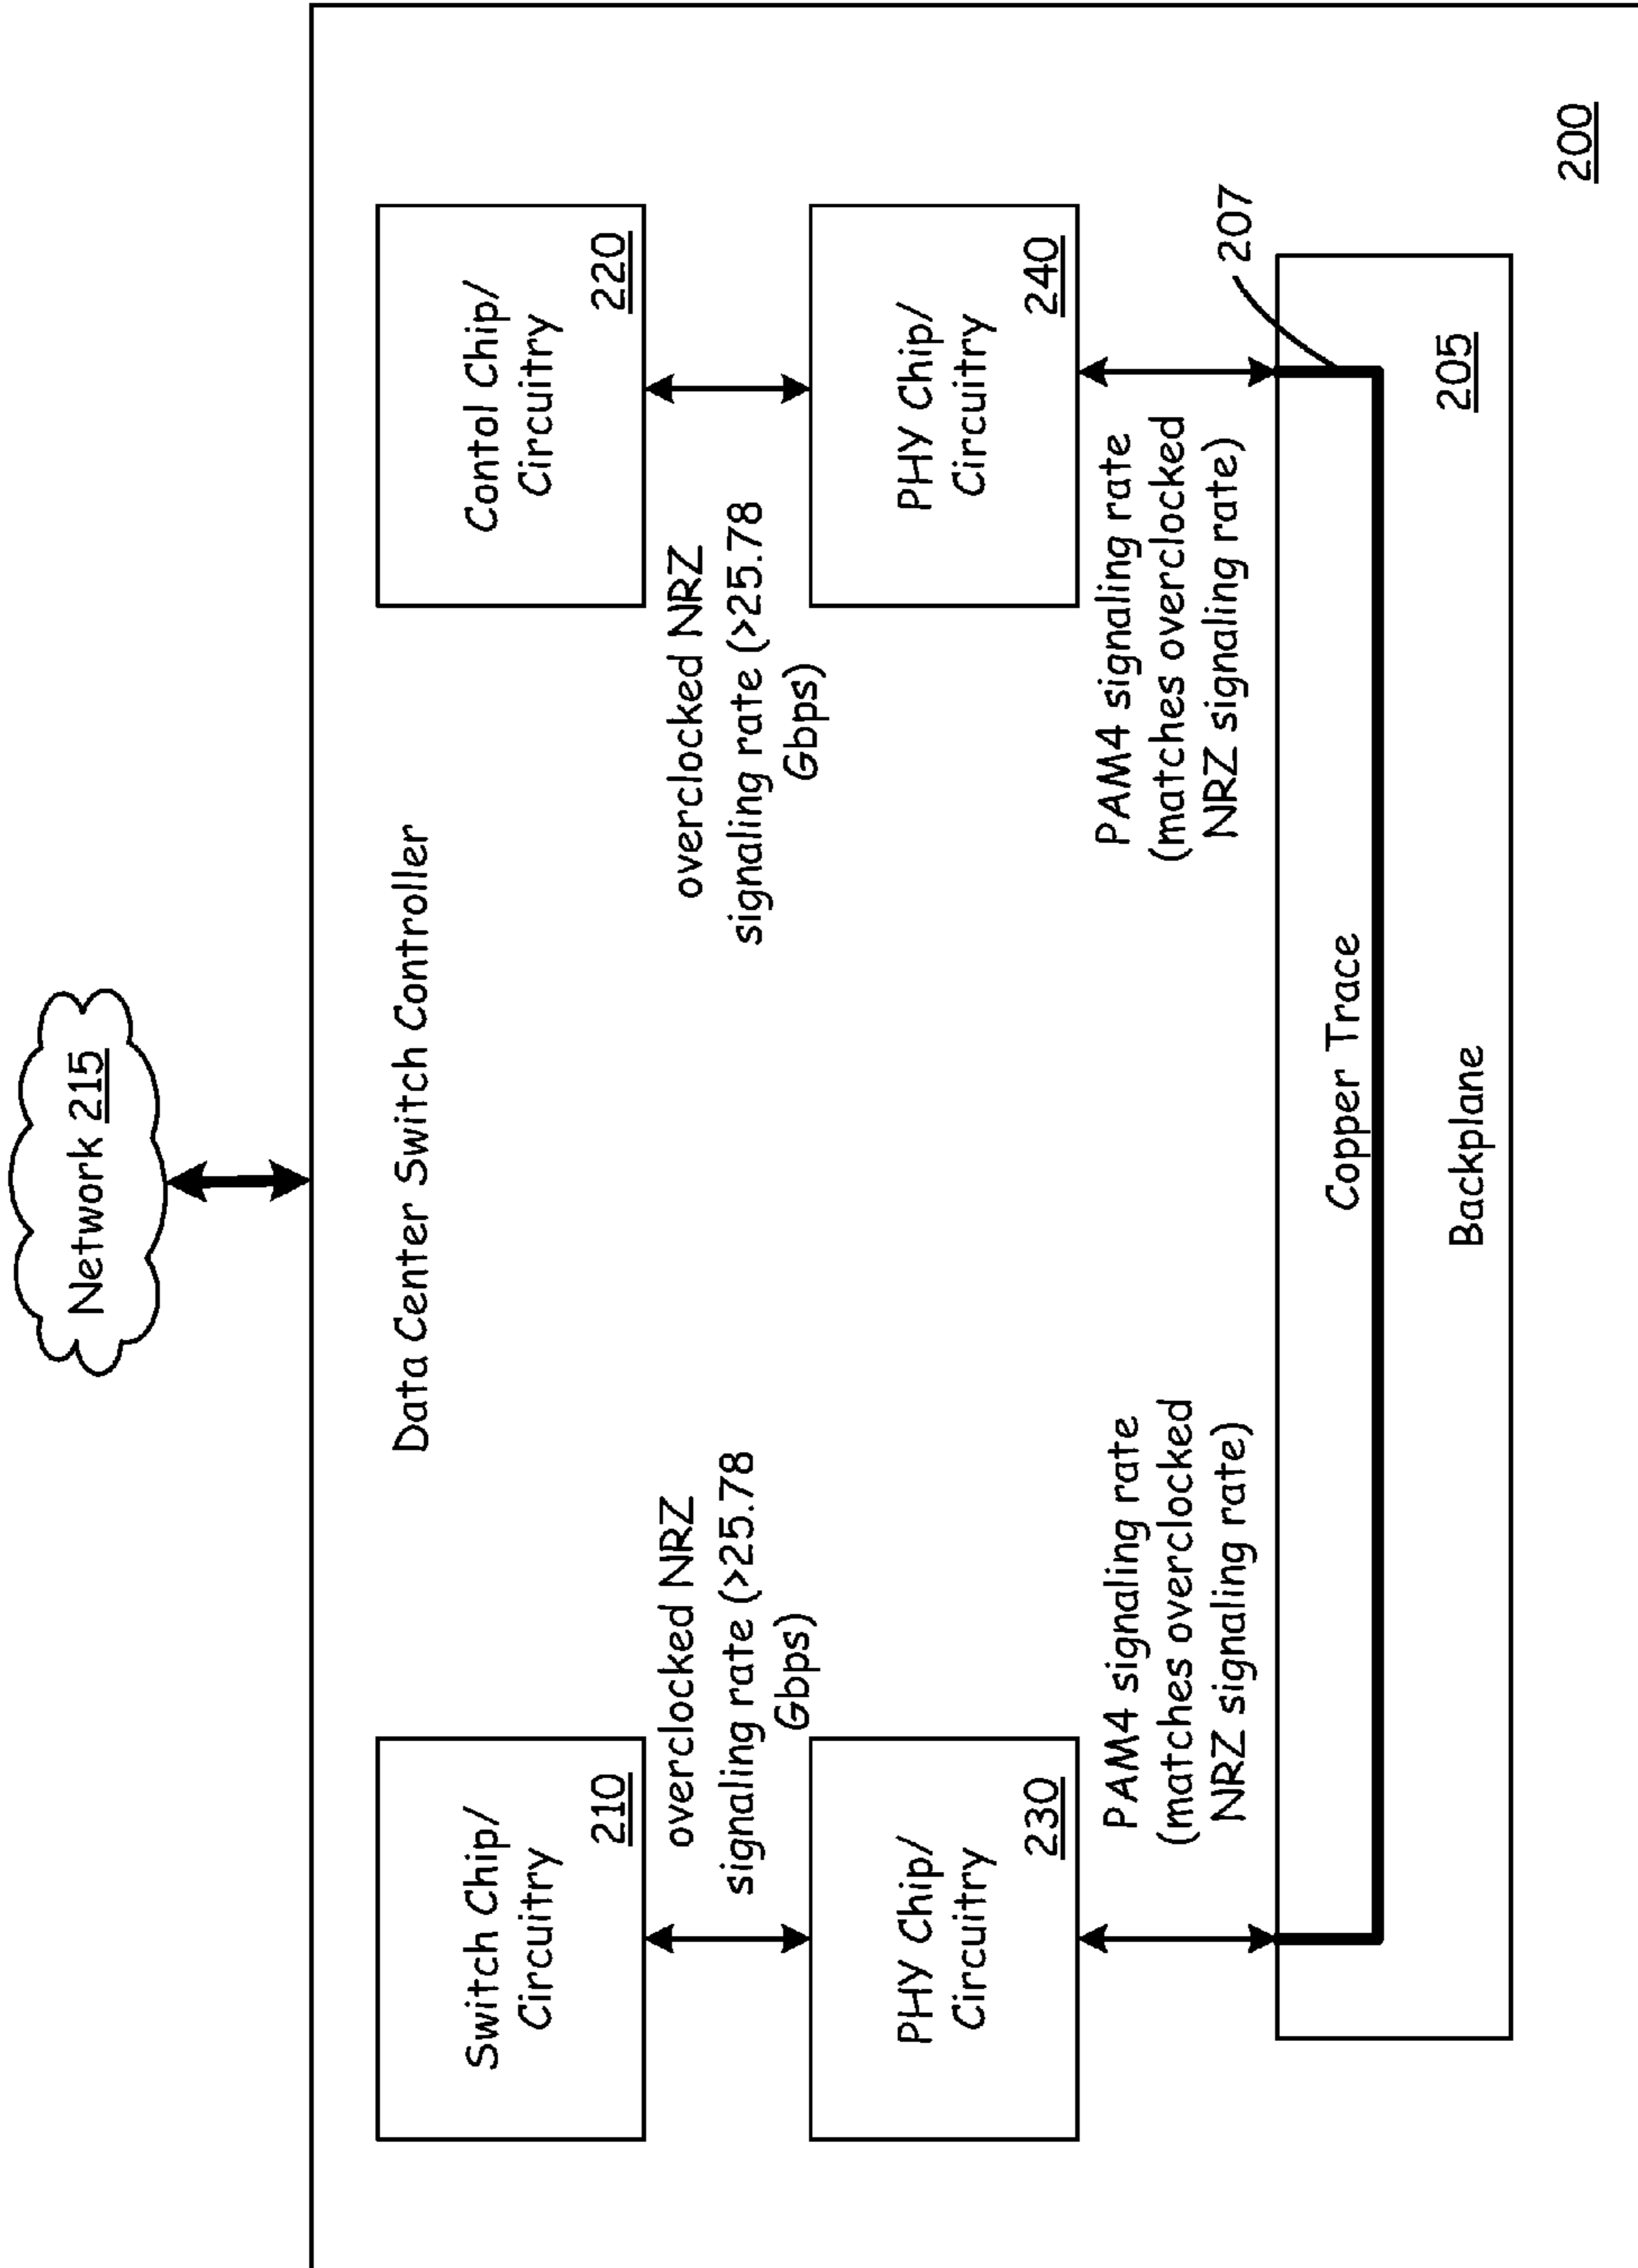 Network 215
Data Center Switch Controller
Switch Chip/
Circuitry
210
Contol Chip/
Circuitry
220
overclocked NRZ
signaling rate (>25.78
Gbps)
overclocked NRZ
signaling rate (>25.78
Gbps)
PHY Chip/
Circuitry
230
PHY Chip/
Circuitry
240
PAM4 signaling rate
(matches overclocked
NRZ signaling rate)
PAM4 signaling rate
(matches overclocked
NRZ signaling rate)
207
Copper Trace
205
Backplane
200